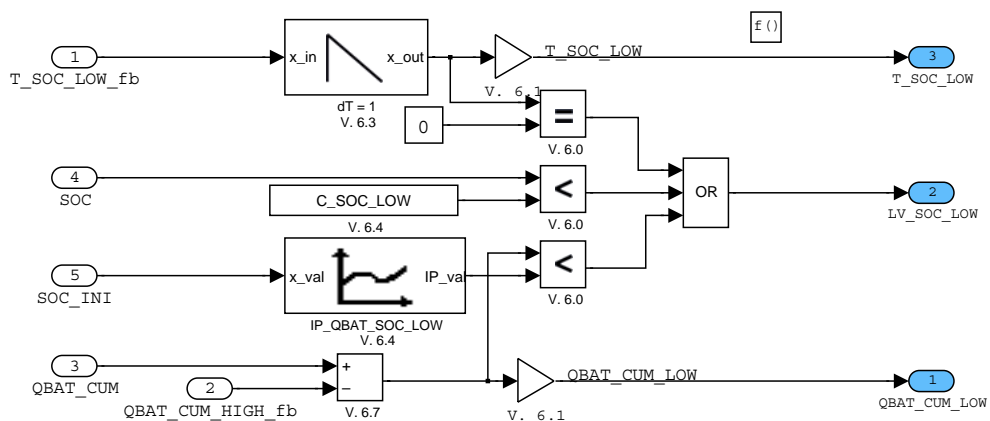 f()
1
x_in
x_out
T_SOC_LOW
3
T_SOC_LOW_fb
T_SOC_LOW
dT = 1
V. 6.3
V. 6.1
0
=
V. 6.0
4
SOC
C_SOC_LOW
V. 6.4
<
V. 6.0
OR
2
LV_SOC_LOW
5
SOC_INI
x_val
IP_val
<
V. 6.0
IP_QBAT_SOC_LOW
V. 6.4
3
QBAT_CUM
+
−
2
QBAT_CUM_HIGH_fb
V. 6.7
QBAT_CUM_LOW
V. 6.1
1
QBAT_CUM_LOW